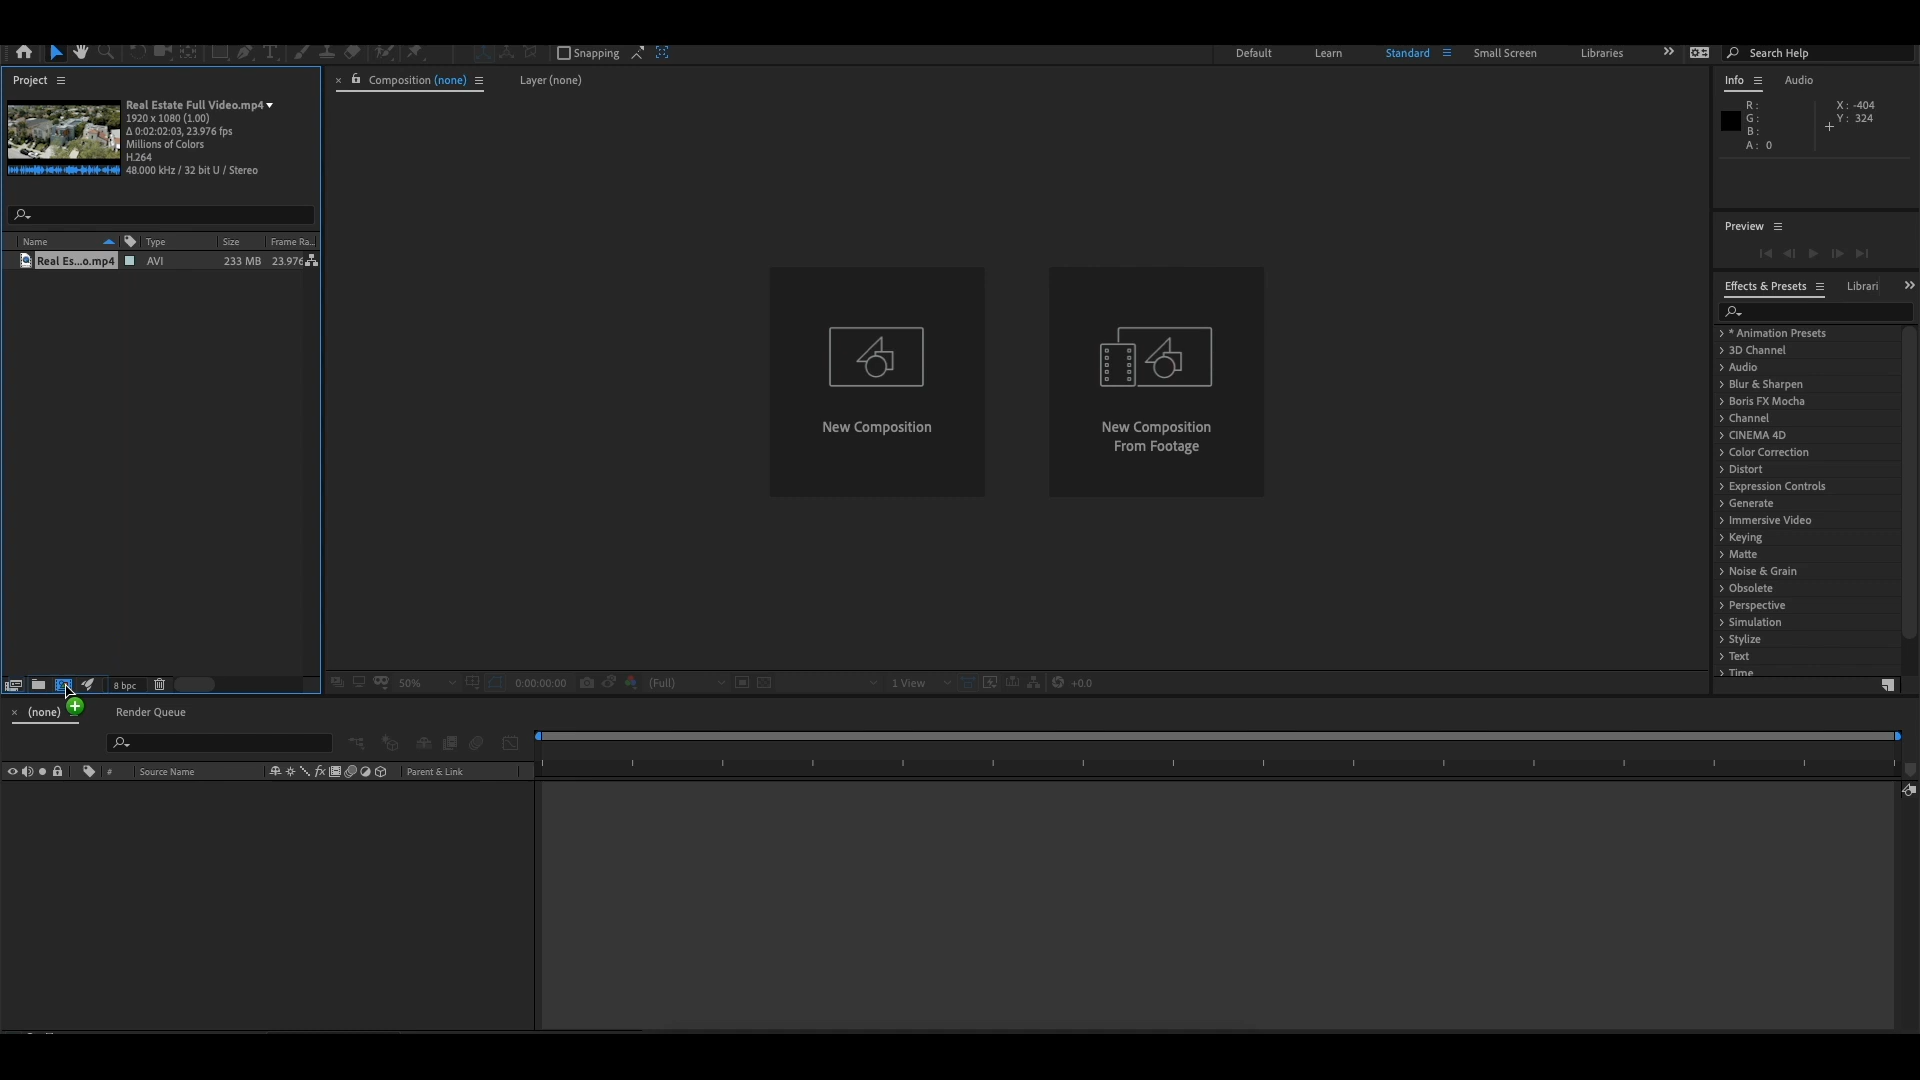 Snapping
Default
Learn
Standard
Small Screen
Libraries
Search Help
Project
Composition (none)
Layer (none)
Info
Audio
Real Estate Full Video.mp4
1920 x 1080 (1.00)
Δ 0:02:02:03, 23.976 fps
Millions of Colors
H.264
48.000 kHz / 32 bit U / Stereo
R :
G :
B :
A : 0
X : -404
Y : 324
Name
Type
Size
Frame Ra...
Real Es...o.mp4
AVI
233 MB
23.976
New Composition
New Composition
From Footage
Preview
Effects & Presets
Librari
* Animation Presets
3D Channel
Audio
Blur & Sharpen
Boris FX Mocha
Channel
CINEMA 4D
Color Correction
Distort
Expression Controls
Generate
Immersive Video
Keying
Matte
Noise & Grain
Obsolete
Perspective
Simulation
Stylize
Text
Time
8 bpc
50%
0:00:00:00
(Full)
1 View
+0.0
(none)
Render Queue
#
Source Name
fx
Parent & Link